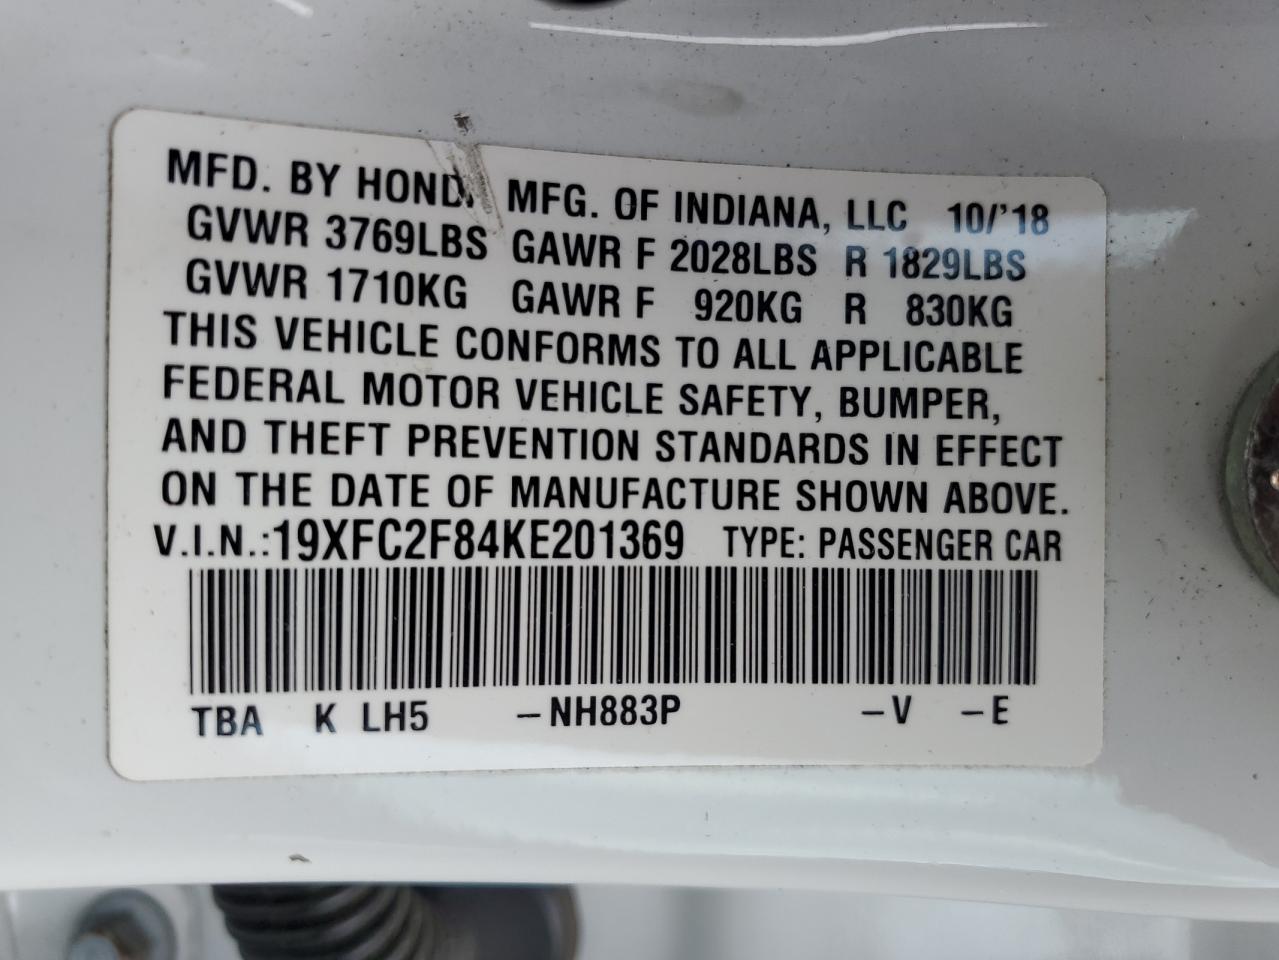 MFD. BY HONDA MFG. OF INDIANA, LLC 10/'18
GVWR 3769LBS GAWR F 2028LBS R 1829LBS
GVWR 1710KG GAWR F 920KG R 830KG
THIS VEHICLE CONFORMS TO ALL APPLICABLE
FEDERAL MOTOR VEHICLE SAFETY, BUMPER,
AND THEFT PREVENTION STANDARDS IN EFFECT
ON THE DATE OF MANUFACTURE SHOWN ABOVE.
V.I.N.:19XFC2F84KE201369 TYPE: PASSENGER CAR
TBA K LH5 –NH883P –V –E